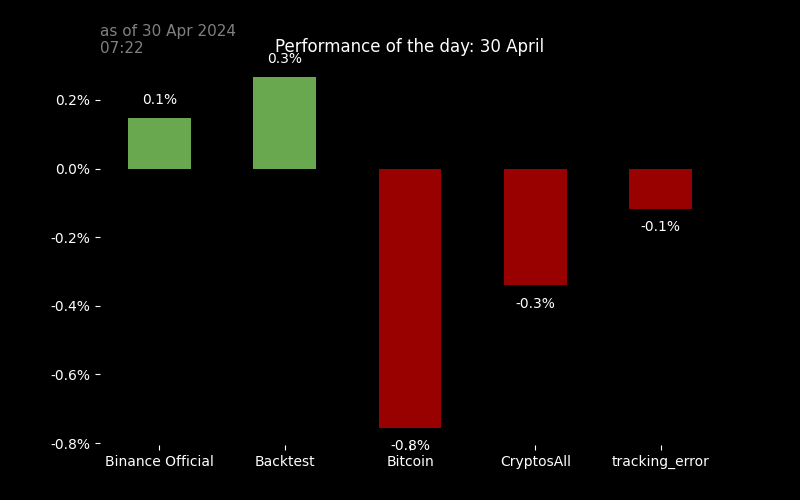 as of 30 Apr 2024
07:22
Performance of the day: 30 April
0.3%
0.1%
0.2%
0.0%
-0.2%
-0.1%
-0.3%
-0.4%
-0.6%
-0.8%
-0.8%
Binance Official
Backtest
Bitcoin
CryptosAll
tracking_error